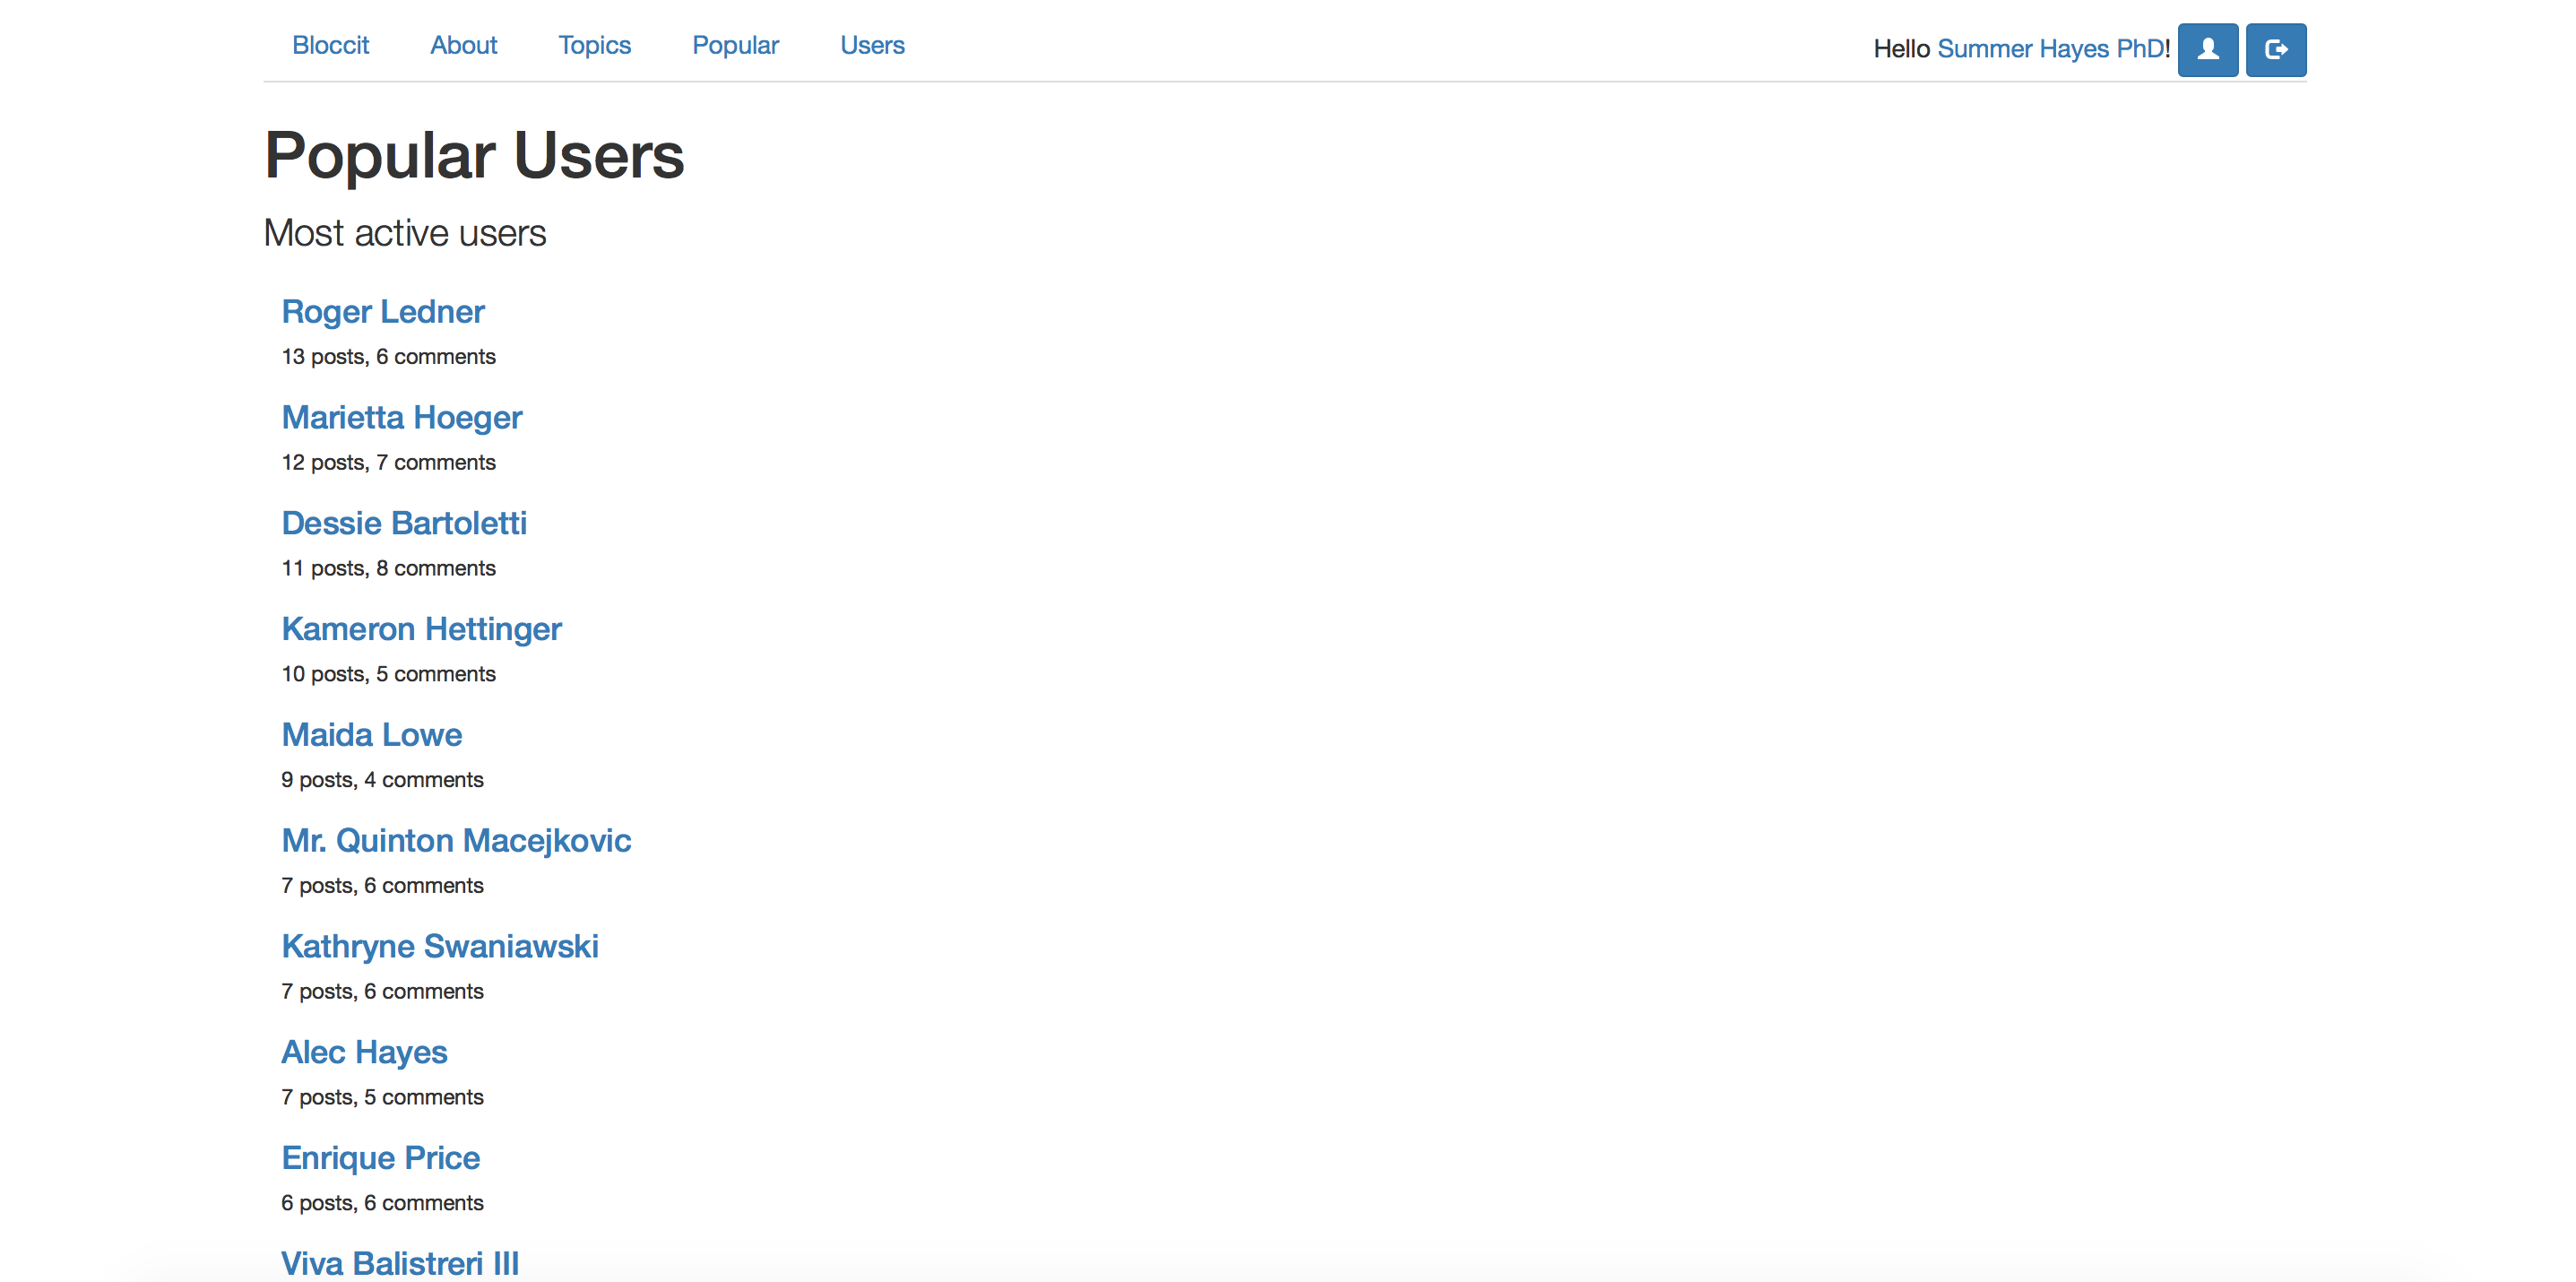 Bloccit About Topics Popular Users Hello Summer Hayes PhD!
Popular Users
Most active users
Roger Ledner
13 posts, 6 comments
Marietta Hoeger
12 posts, 7 comments
Dessie Bartoletti
11 posts, 8 comments
Kameron Hettinger
10 posts, 5 comments
Maida Lowe
9 posts, 4 comments
Mr. Quinton Macejkovic
7 posts, 6 comments
Kathryne Swaniawski
7 posts, 6 comments
Alec Hayes
7 posts, 5 comments
Enrique Price
6 posts, 6 comments
Viva Balistreri III